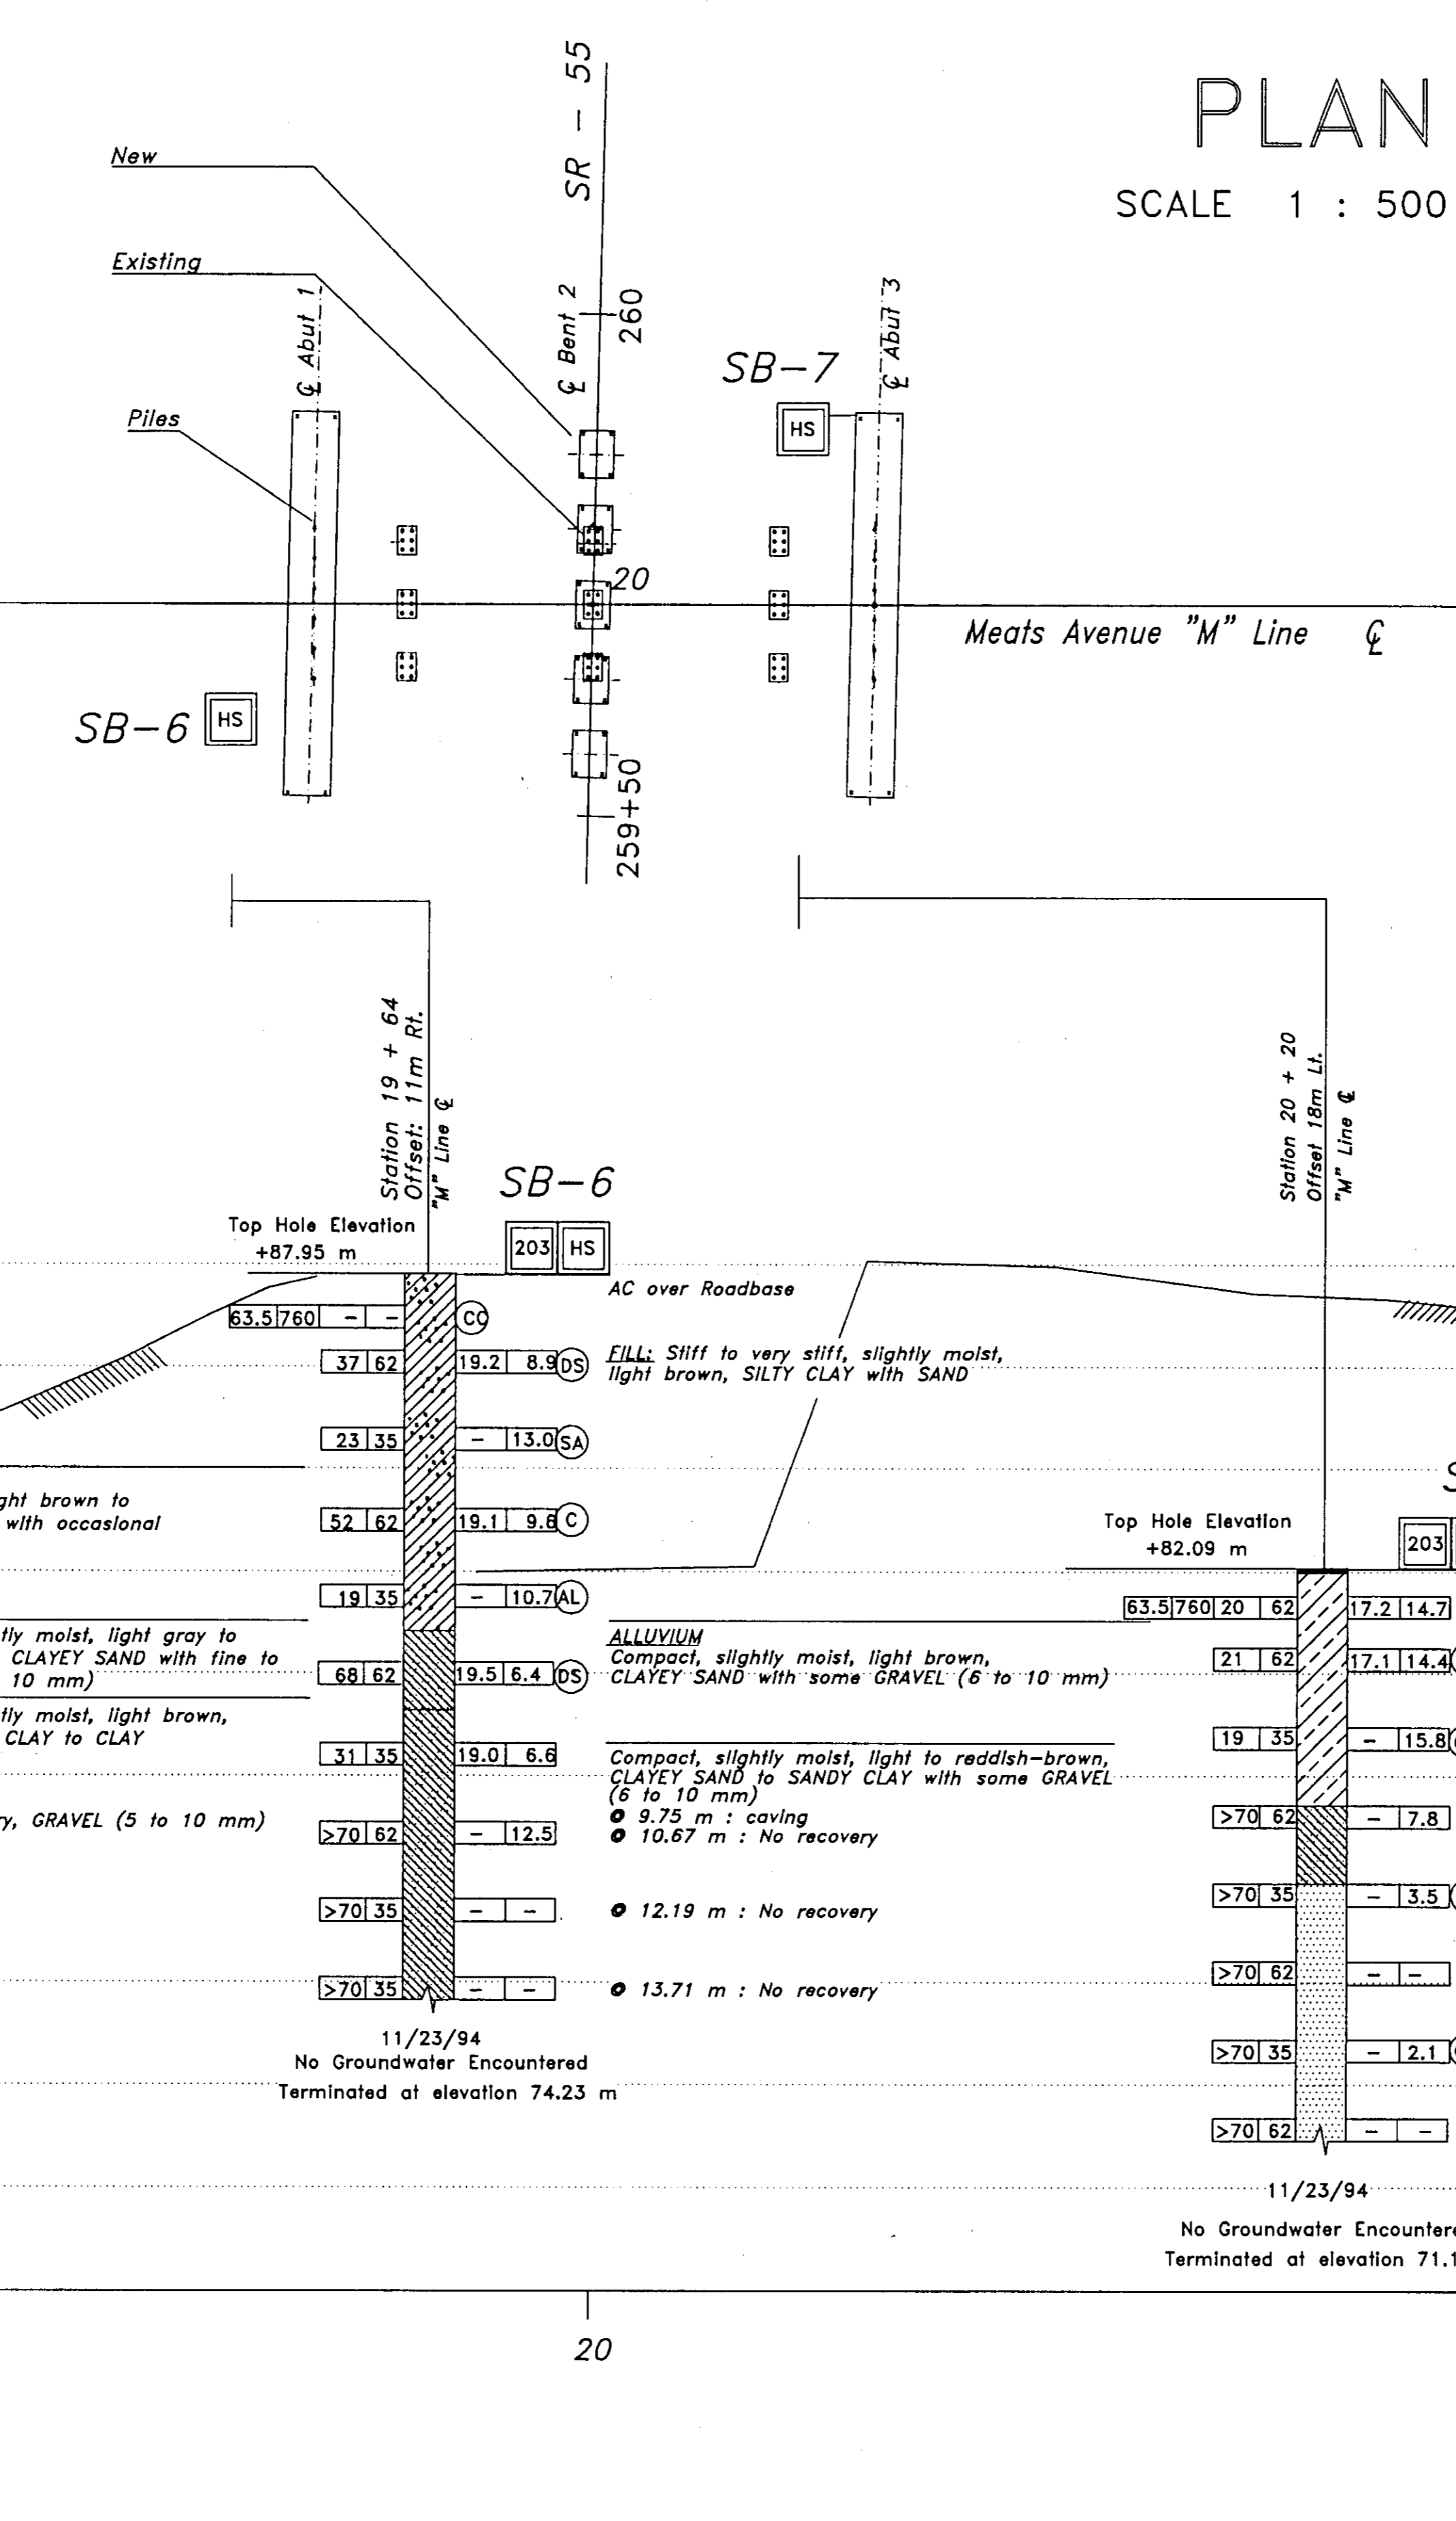 PLAN
SCALE 1 : 500
SR - 55
New
Existing
Piles
℄ Abut 1
℄ Bent 2
260
SB-7
HS
℄ Abut 3
20
Meats Avenue "M" Line ℄
SB-6
HS
259+50
Station 19 + 64
Offset: 11m Rt.
"M" Line ℄
Station 20 + 20
Offset 18m Lt.
"M" Line ℄
SB-6
203 HS
Top Hole Elevation
+87.95 m
AC over Roadbase
63.5 760 - - CC
37 62 19.2 8.9 DS
FILL: Stiff to very stiff, slightly moist,
light brown, SILTY CLAY with SAND
23 35 - 13.0 SA
52 62 19.1 9.6 C
19 35 - 10.7 AL
ALLUVIUM
Compact, slightly moist, light brown,
CLAYEY SAND with some GRAVEL (6 to 10 mm)
68 62 19.5 6.4 DS
31 35 19.0 6.6
Compact, slightly moist, light to reddish-brown,
CLAYEY SAND to SANDY CLAY with some GRAVEL
(6 to 10 mm)
@ 9.75 m : caving
@ 10.67 m : No recovery
>70 62 - 12.5
>70 35 - -
@ 12.19 m : No recovery
>70 35 - -
@ 13.71 m : No recovery
11/23/94
No Groundwater Encountered
Terminated at elevation 74.23 m
ght brown to
with occasional
tly moist, light gray to
CLAYEY SAND with fine to
10 mm)
tly moist, light brown,
CLAY to CLAY
y, GRAVEL (5 to 10 mm)
S
203
Top Hole Elevation
+82.09 m
63.5 760 20 62 17.2 14.7
21 62 17.1 14.4
19 35 - 15.8
>70 62 - 7.8
>70 35 - 3.5
>70 62 - -
>70 35 - 2.1
>70 62 - -
11/23/94
No Groundwater Encountere
Terminated at elevation 71.1
20